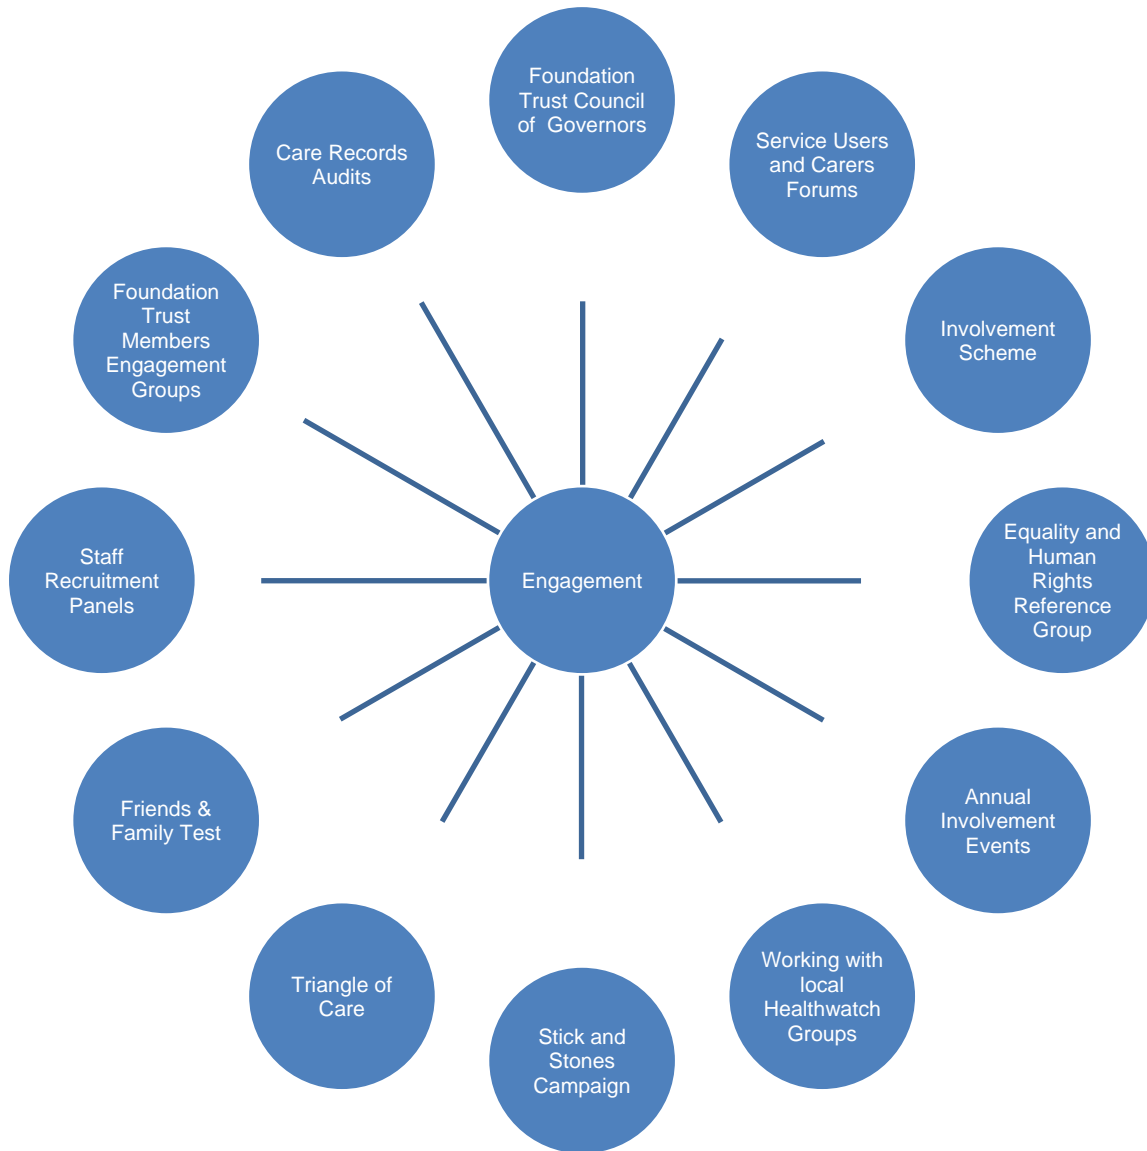 Foundation
Trust Council
of Governors
Service Users
and Carers
Forums
Involvement
Scheme
Equality and
Human
Rights
Reference
Group
Annual
Involvement
Events
Working with
local
Healthwatch
Groups
Stick and
Stones
Campaign
Triangle of
Care
Friends &
Family Test
Staff
Recruitment
Panels
Foundation
Trust
Members
Engagement
Groups
Care Records
Audits
Engagement